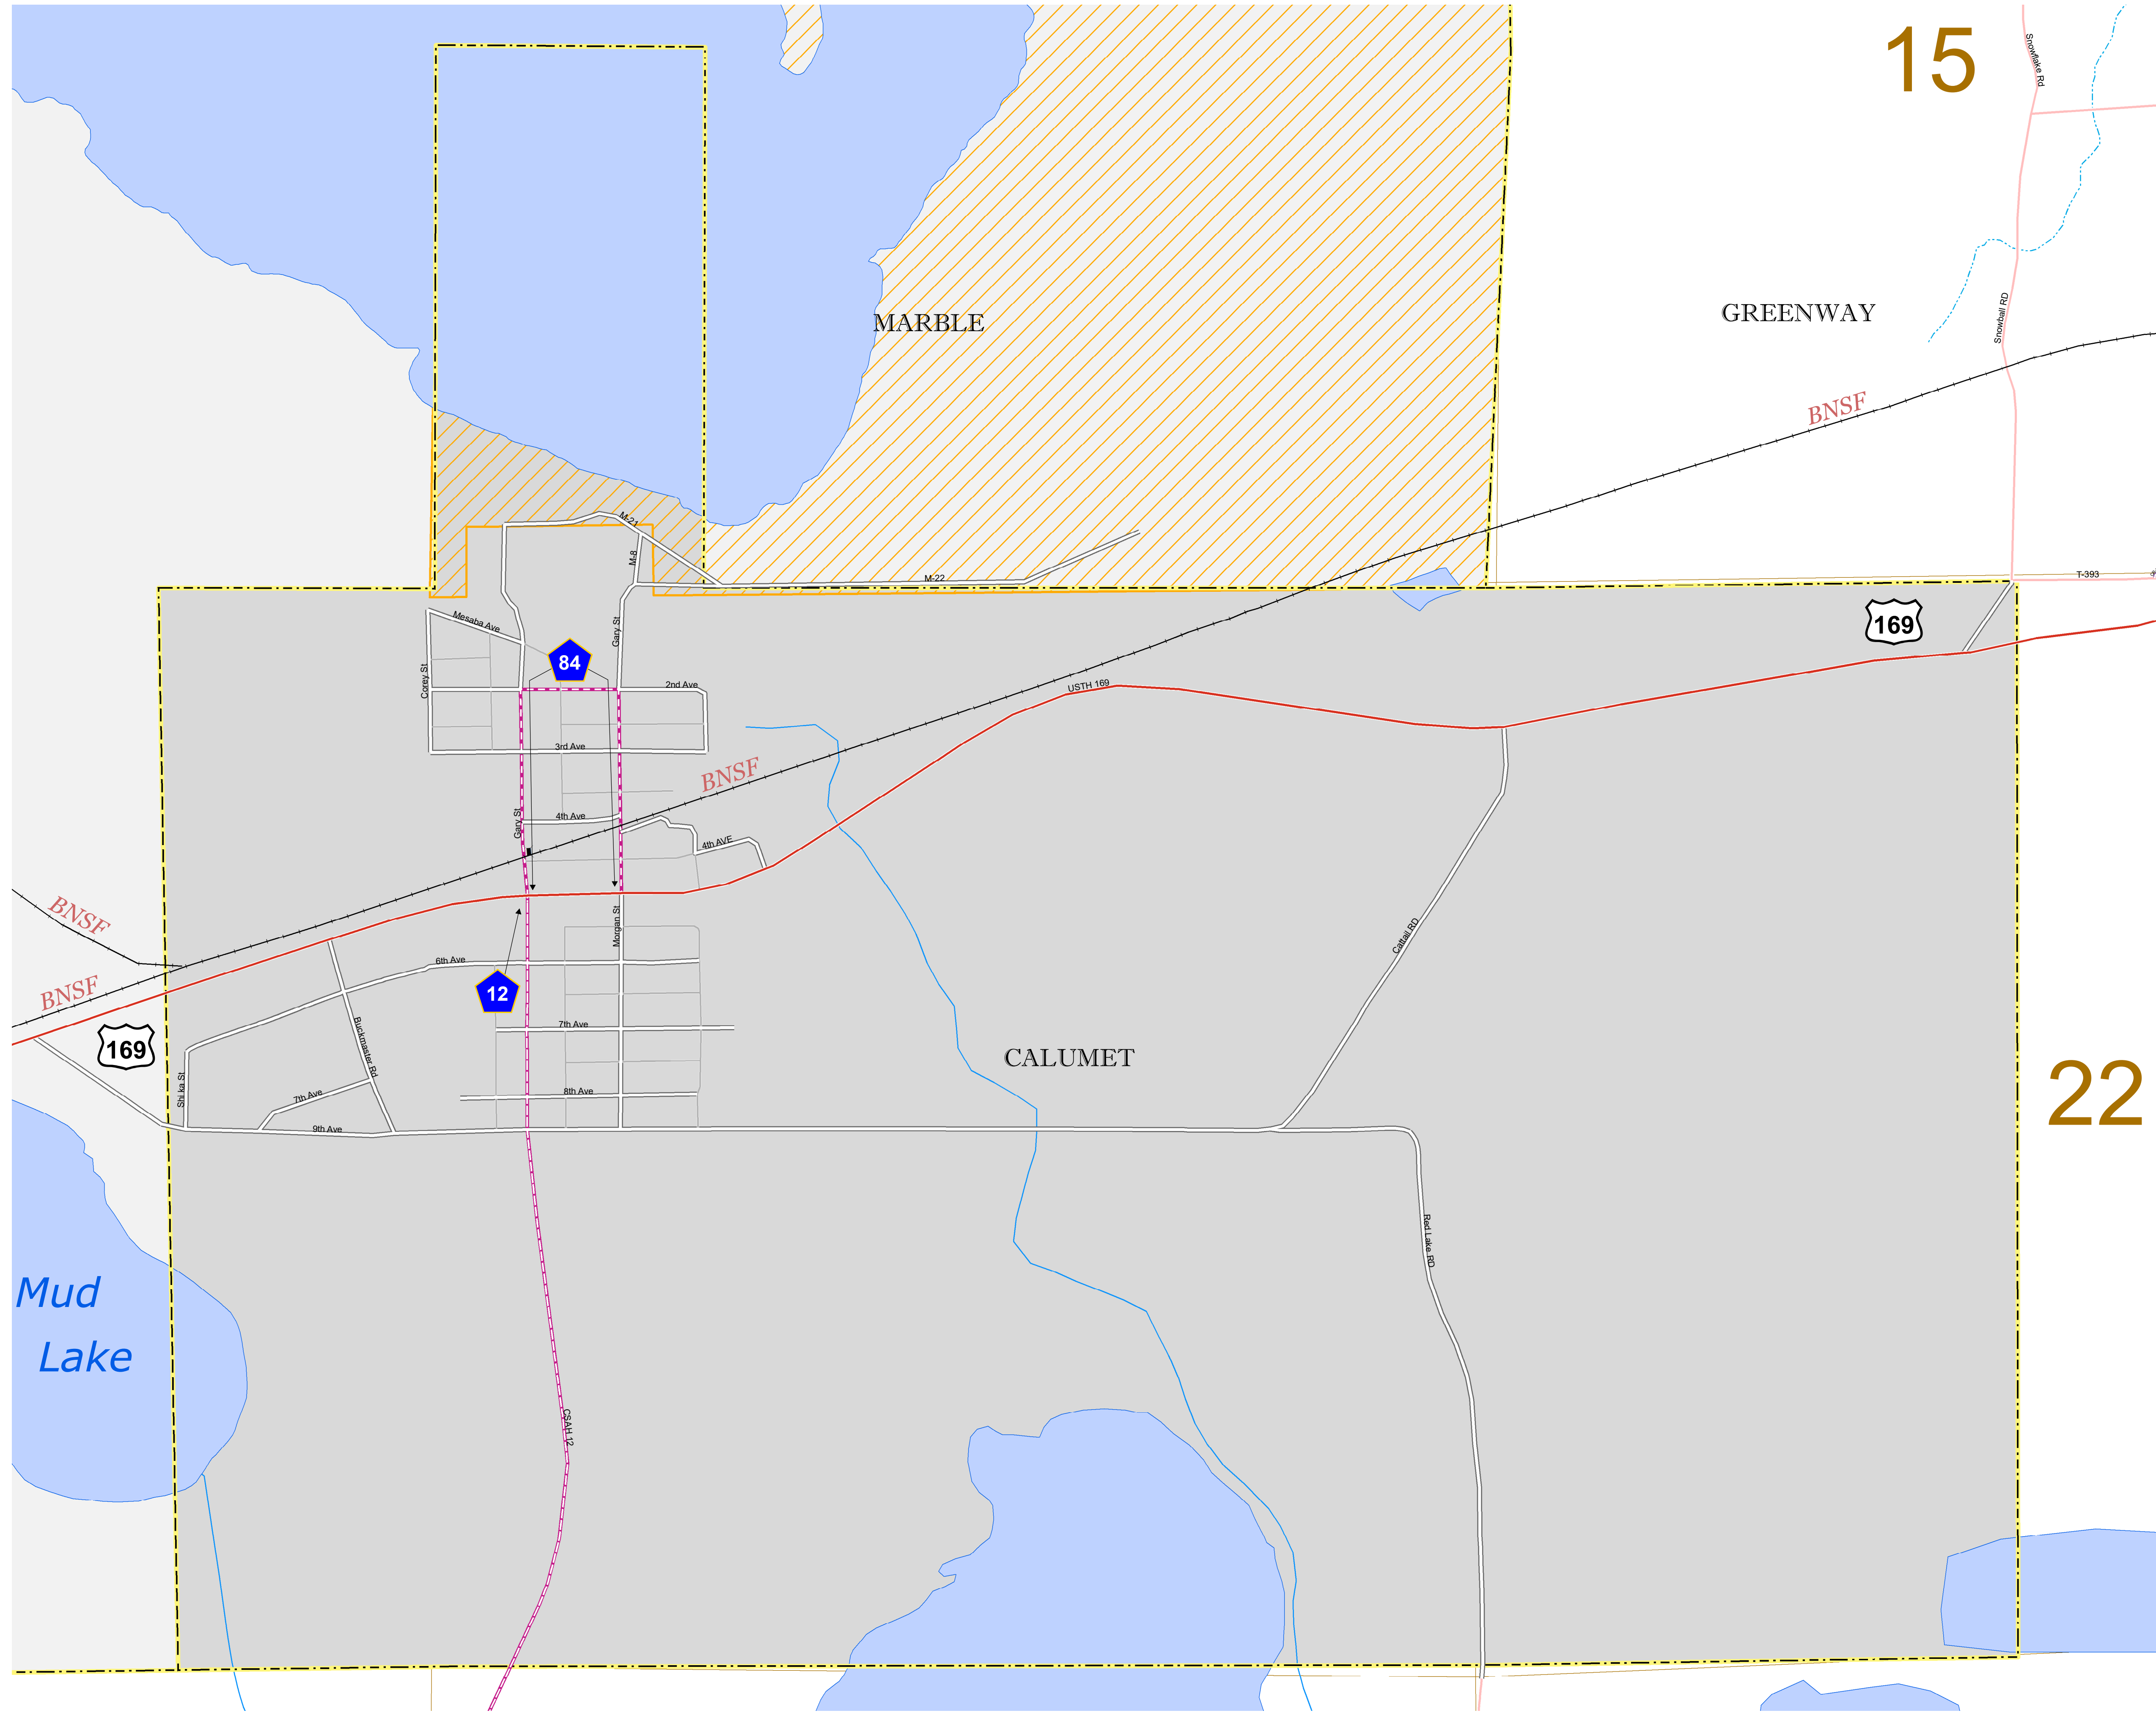 15
Snowflake Rd
MARBLE
GREENWAY
Snowball RD
BNSF
M-21
M-8
M-22
T-393
Mesaba Ave
Gary St
169
84
Corey St
2nd Ave
USTH 169
3rd Ave
BNSF
Gary St
4th Ave
4th AVE
BNSF
Morgan St
Cattail RD
6th Ave
BNSF
12
169
Buckmaster Rd
7th Ave
CALUMET
22
Shi ka St
7th Ave
8th Ave
9th Ave
Red Lake RD
Mud
Lake
CSAH 12